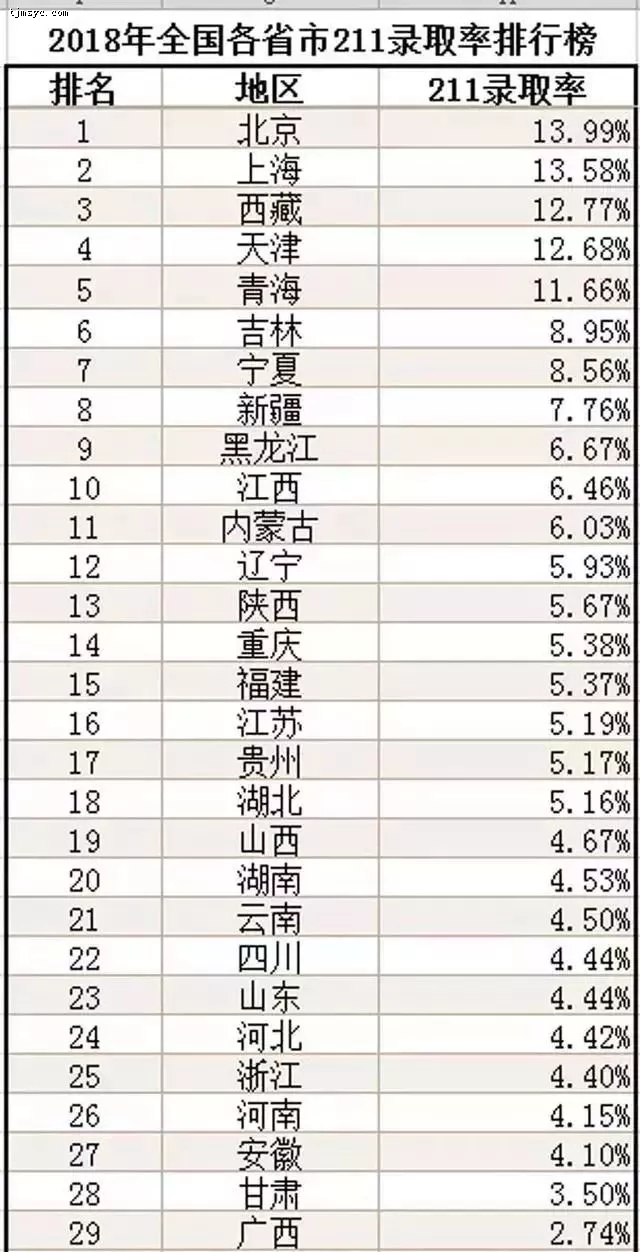 tjmsyc.com
2018年全国各省市211录取率排行榜
排名 地区 211录取率
1 北京 13.99%
2 上海 13.58%
3 西藏 12.77%
4 天津 12.68%
5 青海 11.66%
6 吉林 8.95%
7 宁夏 8.56%
8 新疆 7.76%
9 黑龙江 6.67%
10 江西 6.46%
11 内蒙古 6.03%
12 辽宁 5.93%
13 陕西 5.67%
14 重庆 5.38%
15 福建 5.37%
16 江苏 5.19%
17 贵州 5.17%
18 湖北 5.16%
19 山西 4.67%
20 湖南 4.53%
21 云南 4.50%
22 四川 4.44%
23 山东 4.44%
24 河北 4.42%
25 浙江 4.40%
26 河南 4.15%
27 安徽 4.10%
28 甘肃 3.50%
29 广西 2.74%